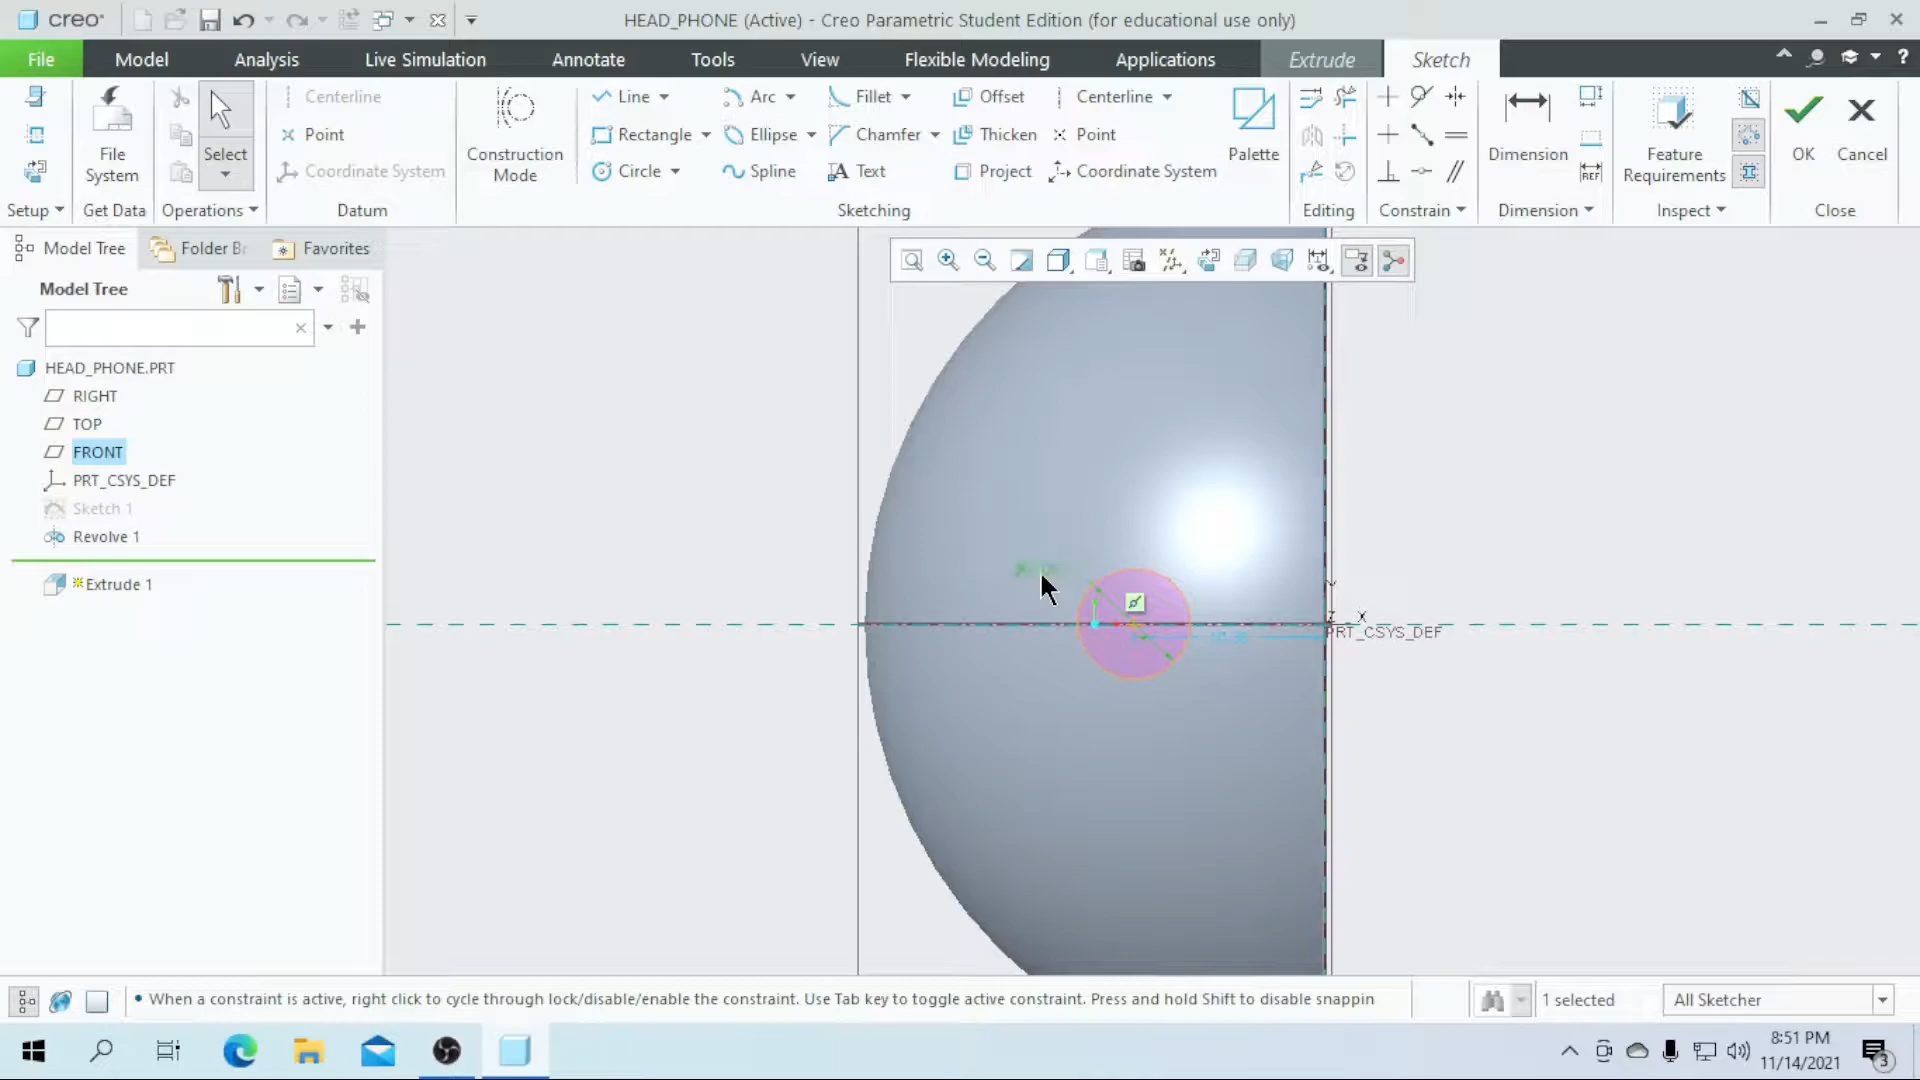 creo
HEAD_PHONE (Active) - Creo Parametric Student Edition (for educational use only)
File
Model
Analysis
Live Simulation
Annotate
Tools
View
Flexible Modeling
Applications
Extrude
Sketch
Centerline
Point
Coordinate System
File System
Select
Construction Mode
Line
Arc
Fillet
Offset
Centerline
Rectangle
Ellipse
Chamfer
Thicken
Point
Circle
Spline
Text
Project
Coordinate System
Palette
Dimension
REF
Feature Requirements
OK
Cancel
Setup
Get Data
Operations
Datum
Sketching
Editing
Constrain
Dimension
Inspect
Close
Model Tree
Folder Br
Favorites
Model Tree
HEAD_PHONE.PRT
RIGHT
TOP
FRONT
PRT_CSYS_DEF
Sketch 1
Revolve 1
Extrude 1
Y
Z
X
PRT_CSYS_DEF
• When a constraint is active, right click to cycle through lock/disable/enable the constraint. Use Tab key to toggle active constraint. Press and hold Shift to disable snappin
1 selected
All Sketcher
8:51 PM
11/14/2021
3